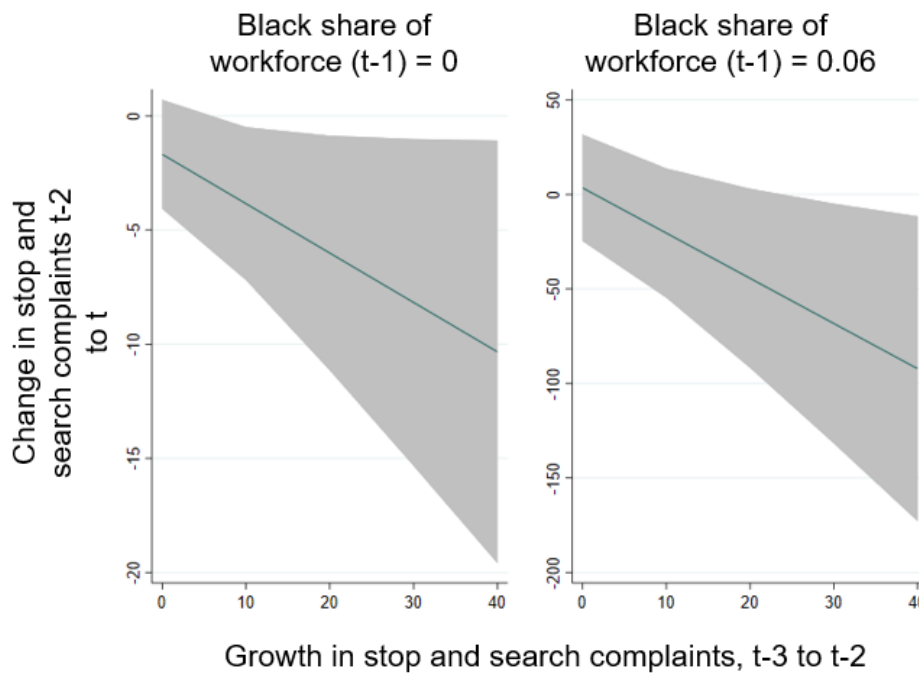 Black share of
workforce (t-1) = 0
Black share of
workforce (t-1) = 0.06
Change in stop and
search complaints t-2
to t
0
-5
-10
-15
-20
0 10 20 30 40
50
0
-50
-100
-150
-200
0 10 20 30 40
Growth in stop and search complaints, t-3 to t-2